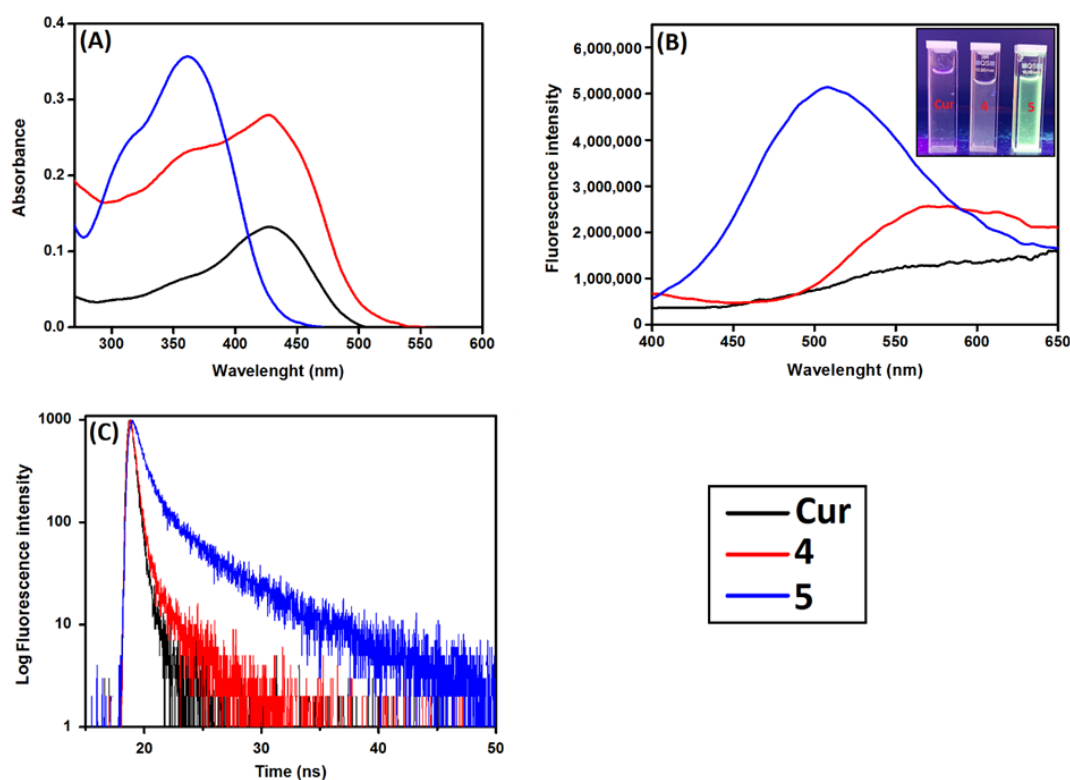 (A)
Absorbance
0.4
0.3
0.2
0.1
0.0
300 350 400 450 500 550 600
Wavelenght (nm)
(B)
Fluorescence intensity
6,000,000
5,000,000
4,000,000
3,000,000
2,000,000
1,000,000
0
400 450 500 550 600 650
Wavelenght (nm)
Cur 4 5
(C)
Log Fluorescence intensity
1000
100
10
1
20 30 40 50
Time (ns)
Cur
4
5